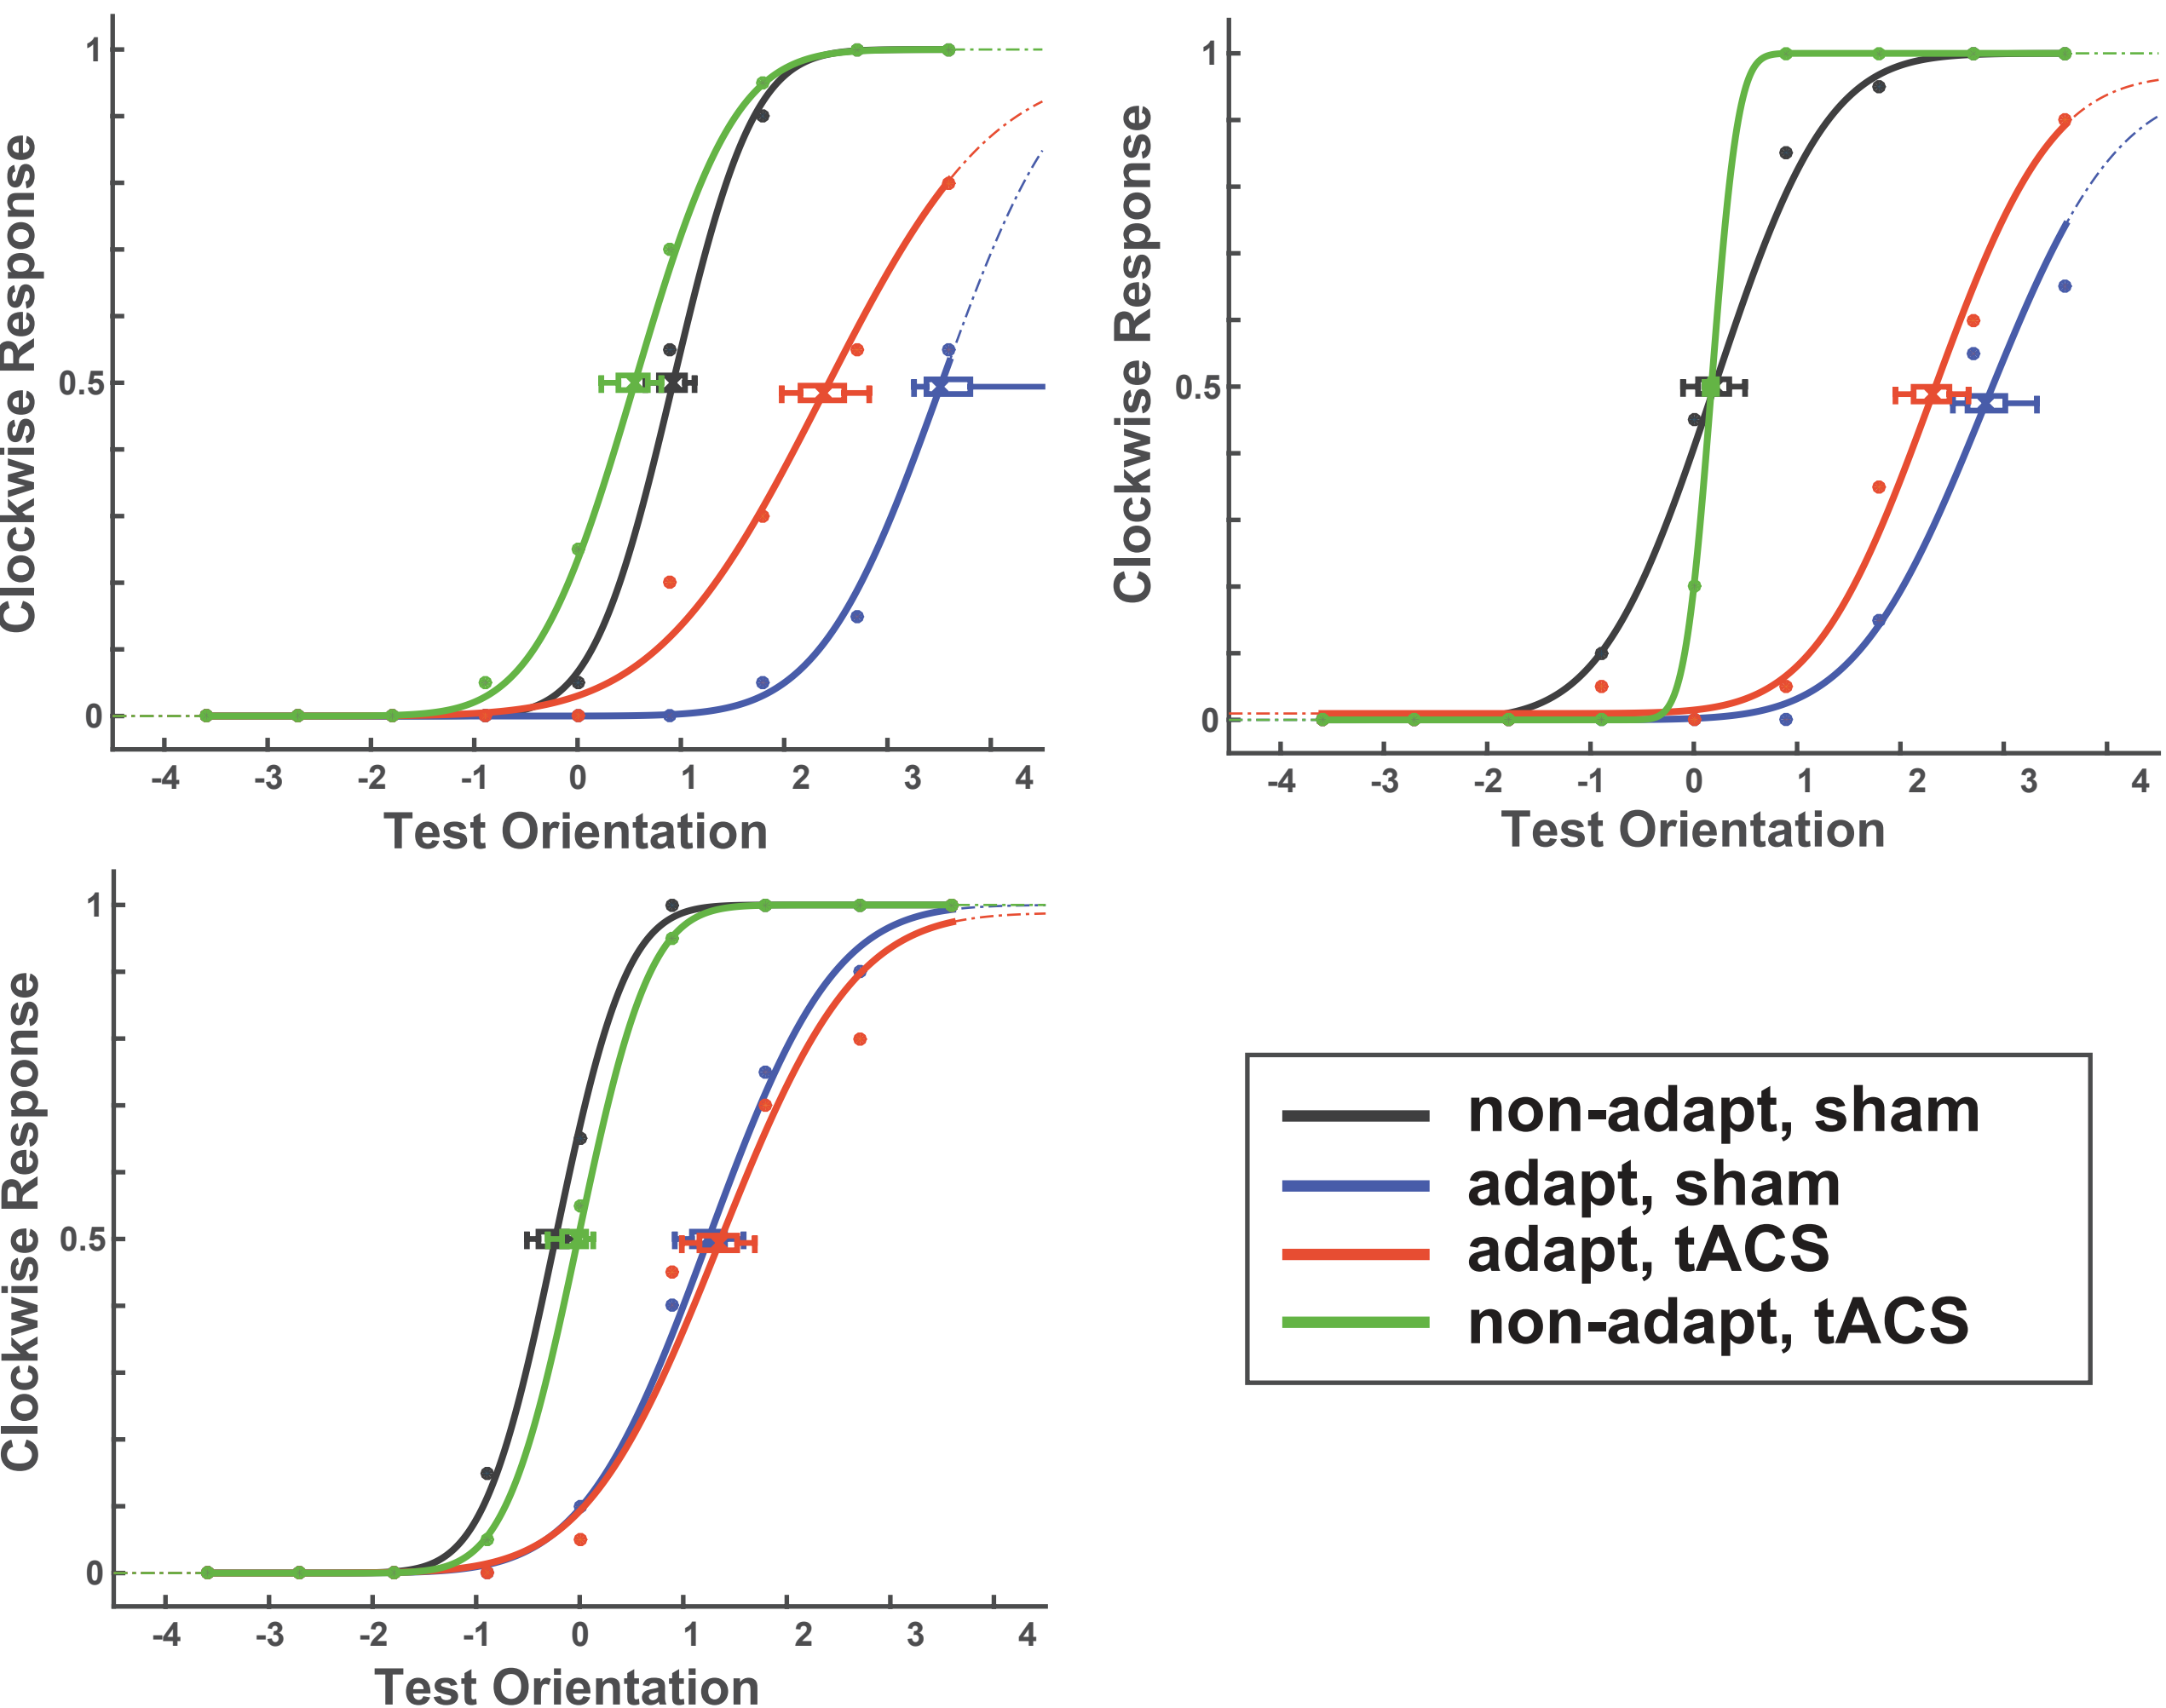 1
0.5
0
Clockwise Response
-4 -3 -2 -1 0 1 2 3 4
Test Orientation
1
0.5
0
Clockwise Response
-4 -3 -2 -1 0 1 2 3 4
Test Orientation
1
0.5
0
Clockwise Response
-4 -3 -2 -1 0 1 2 3 4
Test Orientation
non-adapt, sham
adapt, sham
adapt, tACS
non-adapt, tACS